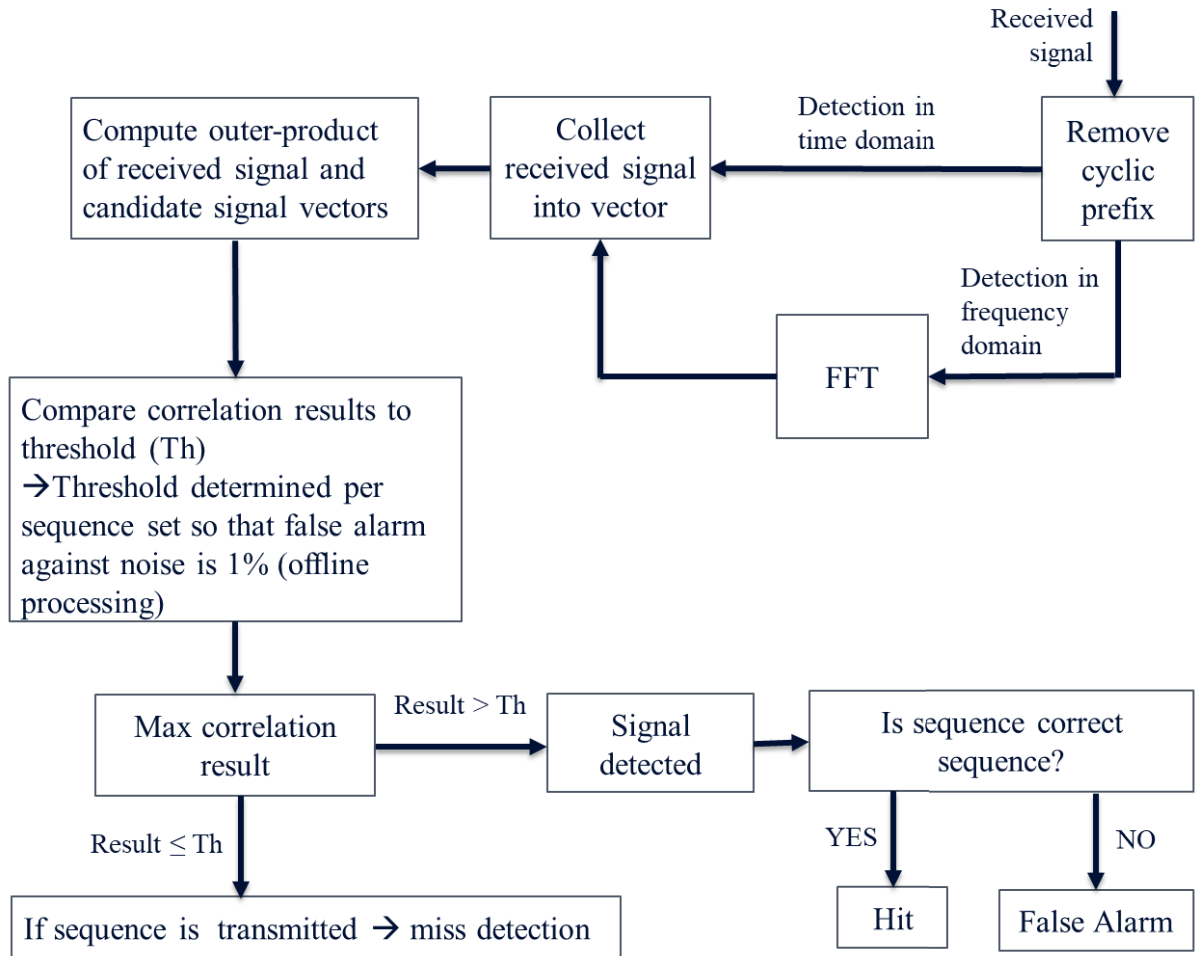 Received
signal
Remove
cyclic
prefix
Detection in
time domain
Collect
received signal
into vector
Compute outer-product
of received signal and
candidate signal vectors
Detection in
frequency
domain
FFT
Compare correlation results to
threshold (Th)
→Threshold determined per
sequence set so that false alarm
against noise is 1% (offline
processing)
Max correlation
result
Result > Th
Signal
detected
Is sequence correct
sequence?
YES
NO
Hit
False Alarm
Result ≤ Th
If sequence is transmitted → miss detection